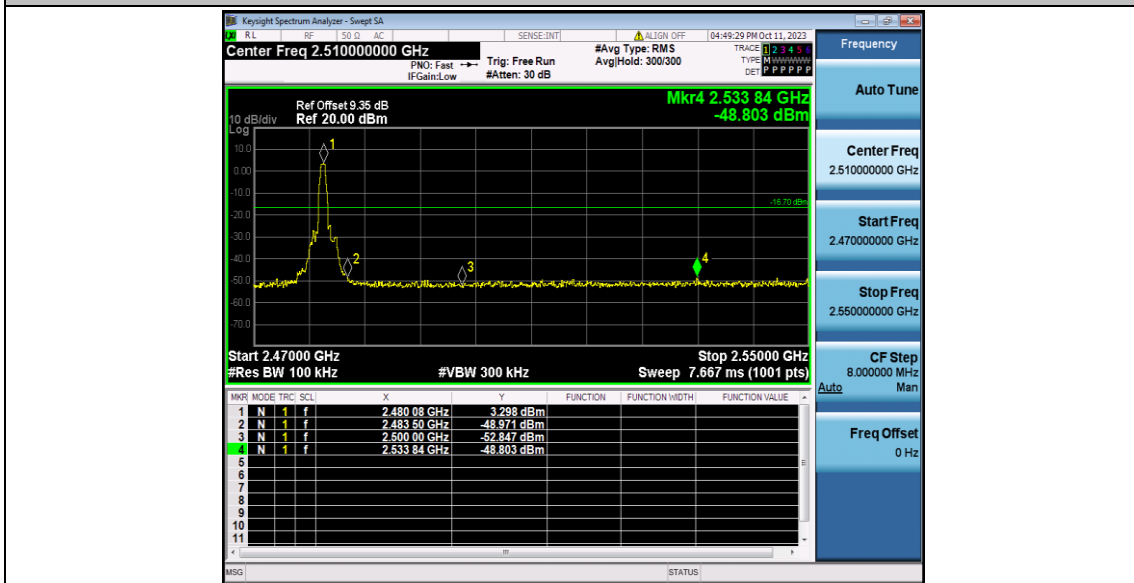 Keysight Spectrum Analyzer - Swept SA
RL RF 50 Ω AC SENSE:INT ALIGN OFF 04:49:29 PM Oct 11, 2023
Center Freq 2.510000000 GHz
PNO: Fast
IFGain:Low
Trig: Free Run
#Atten: 30 dB
#Avg Type: RMS
Avg|Hold: 300/300
TRACE 1 2 3 4 5 6
TYPE M WWWWW
DET P P P P P P
Frequency
Auto Tune
Center Freq
2.510000000 GHz
Start Freq
2.470000000 GHz
Stop Freq
2.550000000 GHz
CF Step
8.000000 MHz
Auto Man
Freq Offset
0 Hz
Mkr4 2.533 84 GHz
-48.803 dBm
Ref Offset 9.35 dB
10 dB/div Ref 20.00 dBm
Log
10.0
0.00
-10.0
-20.0
-30.0
-40.0
-50.0
-60.0
-70.0
1
2
3
4
-16.70 dBm
Start 2.47000 GHz Stop 2.55000 GHz
#Res BW 100 kHz #VBW 300 kHz Sweep 7.667 ms (1001 pts)
MKR MODE TRC SCL X Y FUNCTION FUNCTION WIDTH FUNCTION VALUE
1 N 1 f 2.480 08 GHz 3.298 dBm
2 N 1 f 2.483 50 GHz -48.971 dBm
3 N 1 f 2.500 00 GHz -52.847 dBm
4 N 1 f 2.533 84 GHz -48.803 dBm
5
6
7
8
9
10
11
MSG STATUS